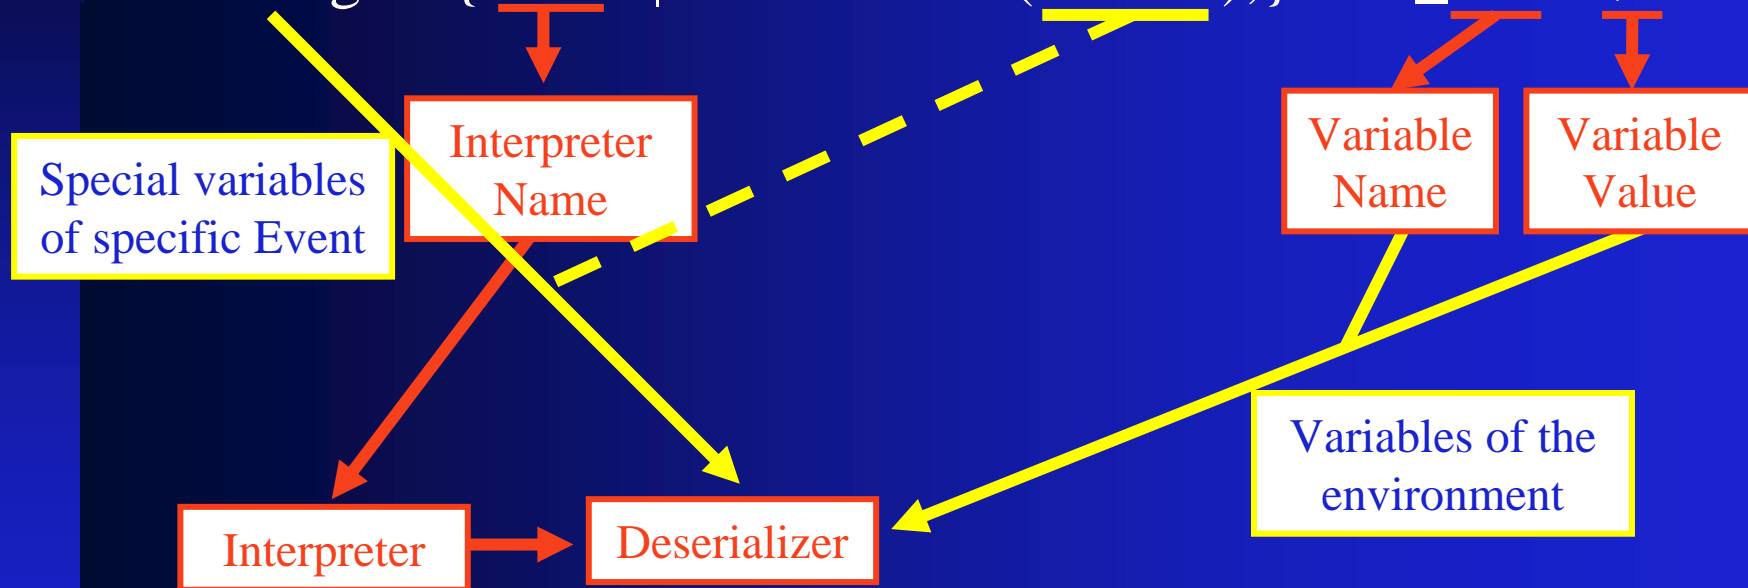 Interpreter
Name
Variable
Name
Variable
Value
Special variables
of specific Event
Variables of the
environment
Interpreter
Deserializer